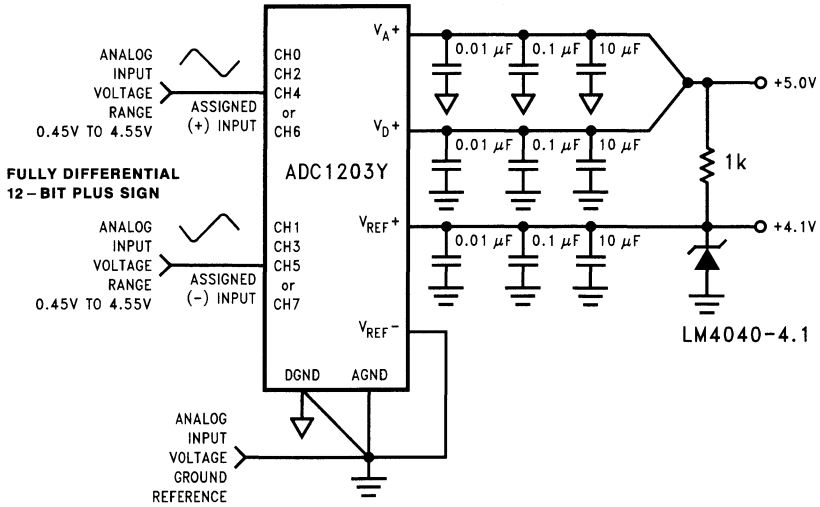 ANALOG
INPUT
VOLTAGE
RANGE
0.45V TO 4.55V
ASSIGNED
(+) INPUT
CH0
CH2
CH4
or
CH6
FULLY DIFFERENTIAL
12-BIT PLUS SIGN
ANALOG
INPUT
VOLTAGE
RANGE
0.45V TO 4.55V
ASSIGNED
(-) INPUT
CH1
CH3
CH5
or
CH7
ADC1203Y
VA+
VD+
VREF+
VREF-
DGND AGND
0.01 μF 0.1 μF 10 μF
0.01 μF 0.1 μF 10 μF
0.01 μF 0.1 μF 10 μF
+5.0V
1k
+4.1V
LM4040-4.1
ANALOG
INPUT
VOLTAGE
GROUND
REFERENCE